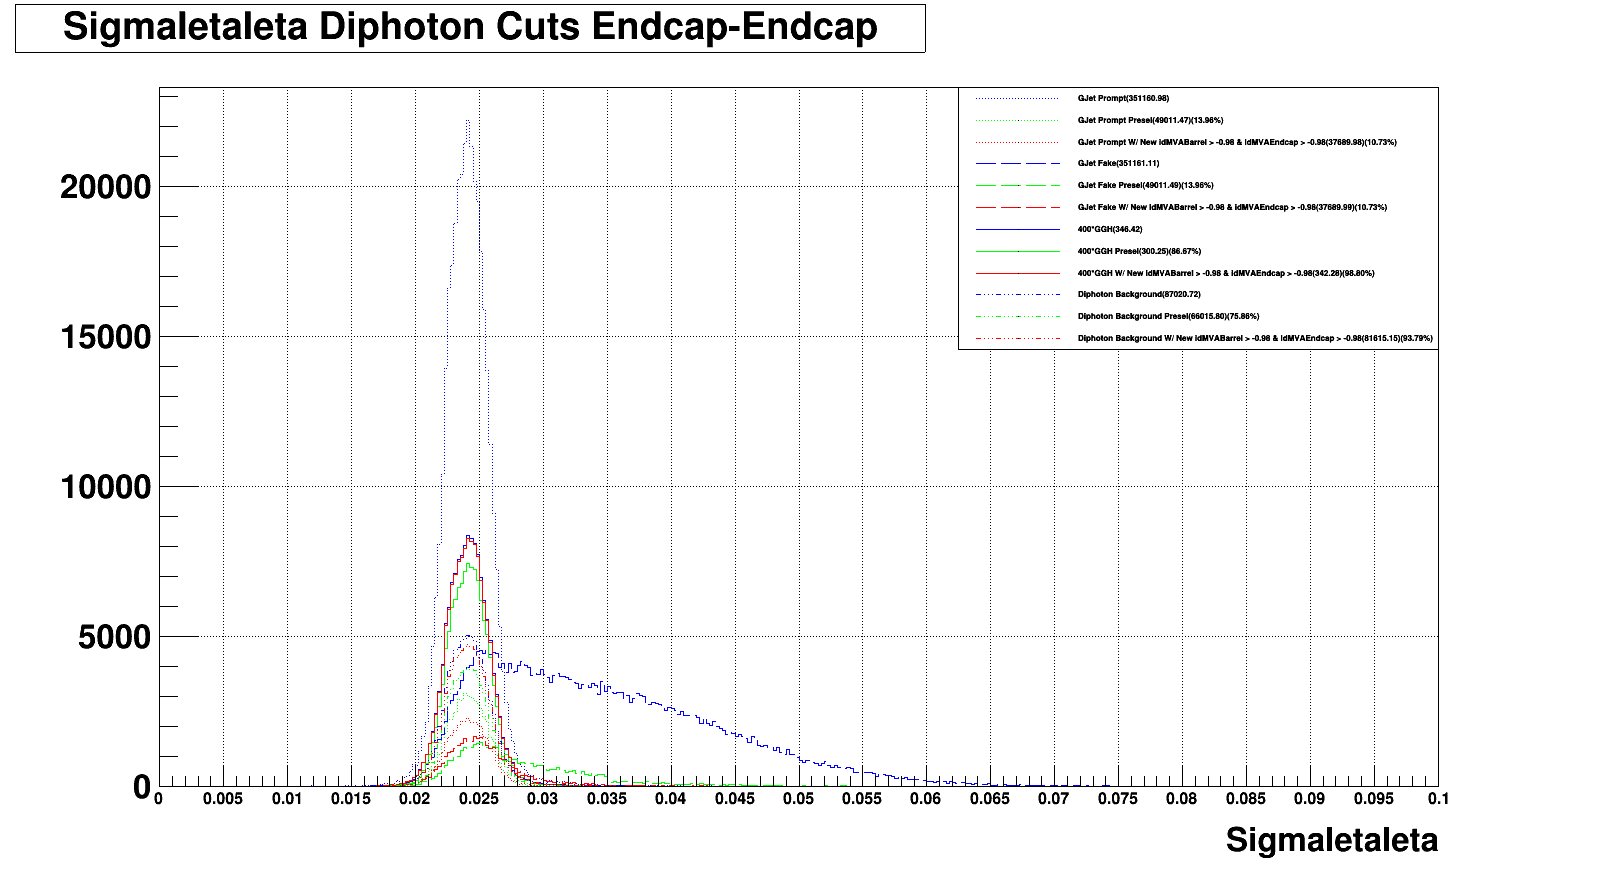 SigmaIetaIeta Diphoton Cuts Endcap-Endcap
GJet Prompt(351160.98)
GJet Prompt Presel(49011.47)(13.96%)
GJet Prompt W/ New idMVABarrel > -0.98 & idMVAEndcap > -0.98(37689.98)(10.73%)
GJet Fake(351161.11)
GJet Fake Presel(49011.49)(13.96%)
GJet Fake W/ New idMVABarrel > -0.98 & idMVAEndcap > -0.98(37689.99)(10.73%)
400*GGH(346.42)
400*GGH Presel(300.25)(86.67%)
400*GGH W/ New idMVABarrel > -0.98 & idMVAEndcap > -0.98(342.28)(98.80%)
Diphoton Background(87020.72)
Diphoton Background Presel(66015.80)(75.86%)
Diphoton Background W/ New idMVABarrel > -0.98 & idMVAEndcap > -0.98(81615.15)(93.79%)
20000
15000
10000
5000
0
0 0.005 0.01 0.015 0.02 0.025 0.03 0.035 0.04 0.045 0.05 0.055 0.06 0.065 0.07 0.075 0.08 0.085 0.09 0.095 0.1
SigmaIetaIeta